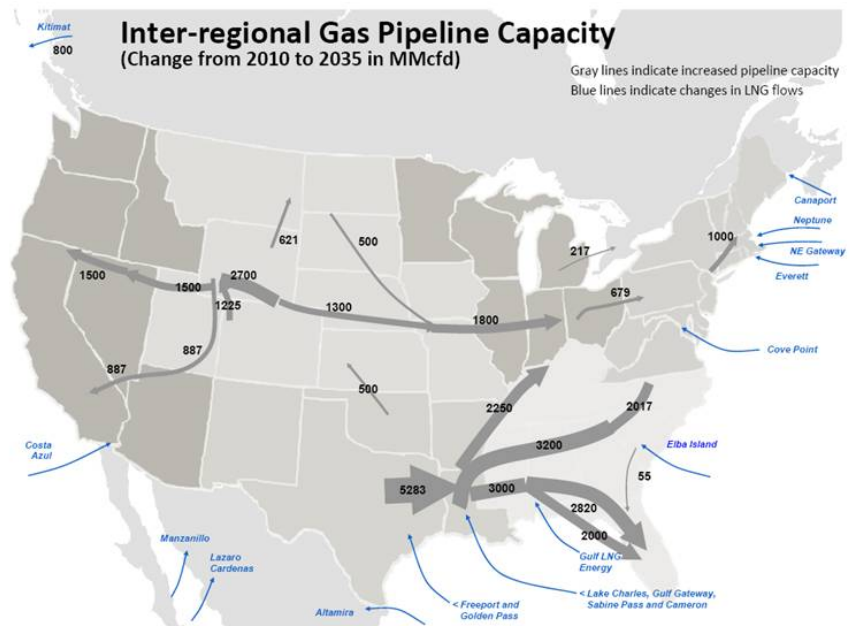 Kitimat
800
Inter-regional Gas Pipeline Capacity
(Change from 2010 to 2035 in MMcfd)
Gray lines indicate increased pipeline capacity
Blue lines indicate changes in LNG flows
Canaport
Neptune
NE Gateway
Everett
1000
217
621
500
1500
1500
2700
1225
1300
1800
679
Cove Point
887
887
500
2250
2017
3200
Elba Island
Costa
Azul
5283
3000
55
2820
2000
Manzanillo
Lazaro
Cardenas
Gulf LNG
Energy
Altamira
< Freeport and
Golden Pass
< Lake Charles, Gulf Gateway,
Sabine Pass and Cameron